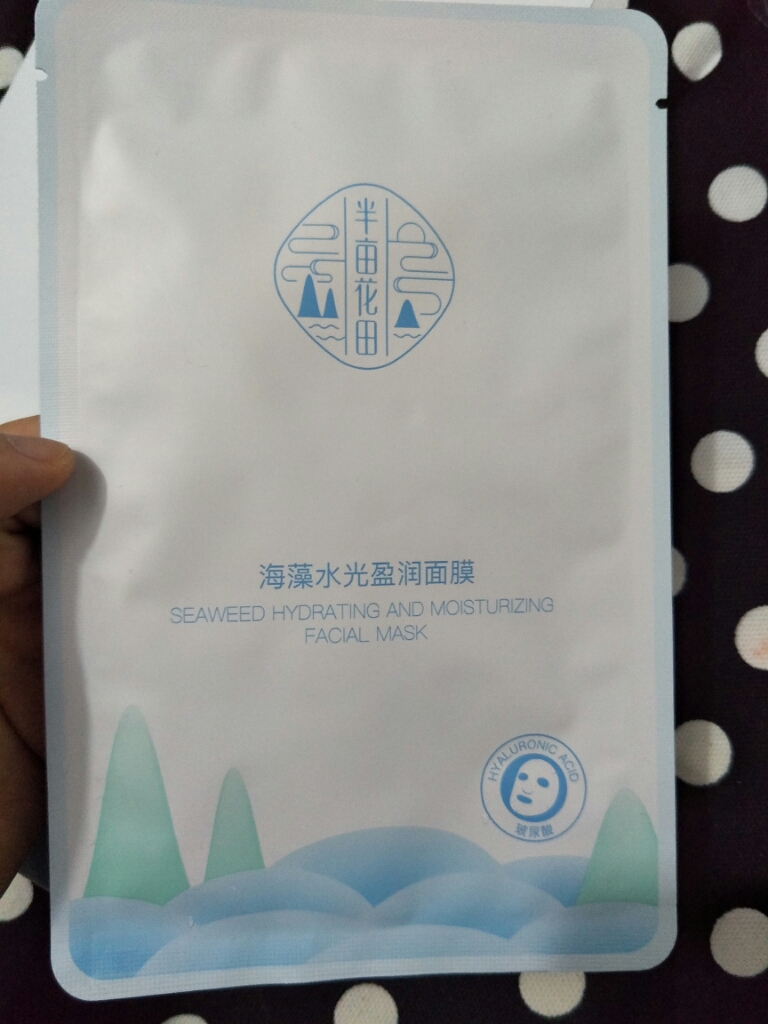 半亩花田
海藻水光盈润面膜
SEAWEED HYDRATING AND MOISTURIZING
FACIAL MASK
HYALURONIC ACID
玻尿酸